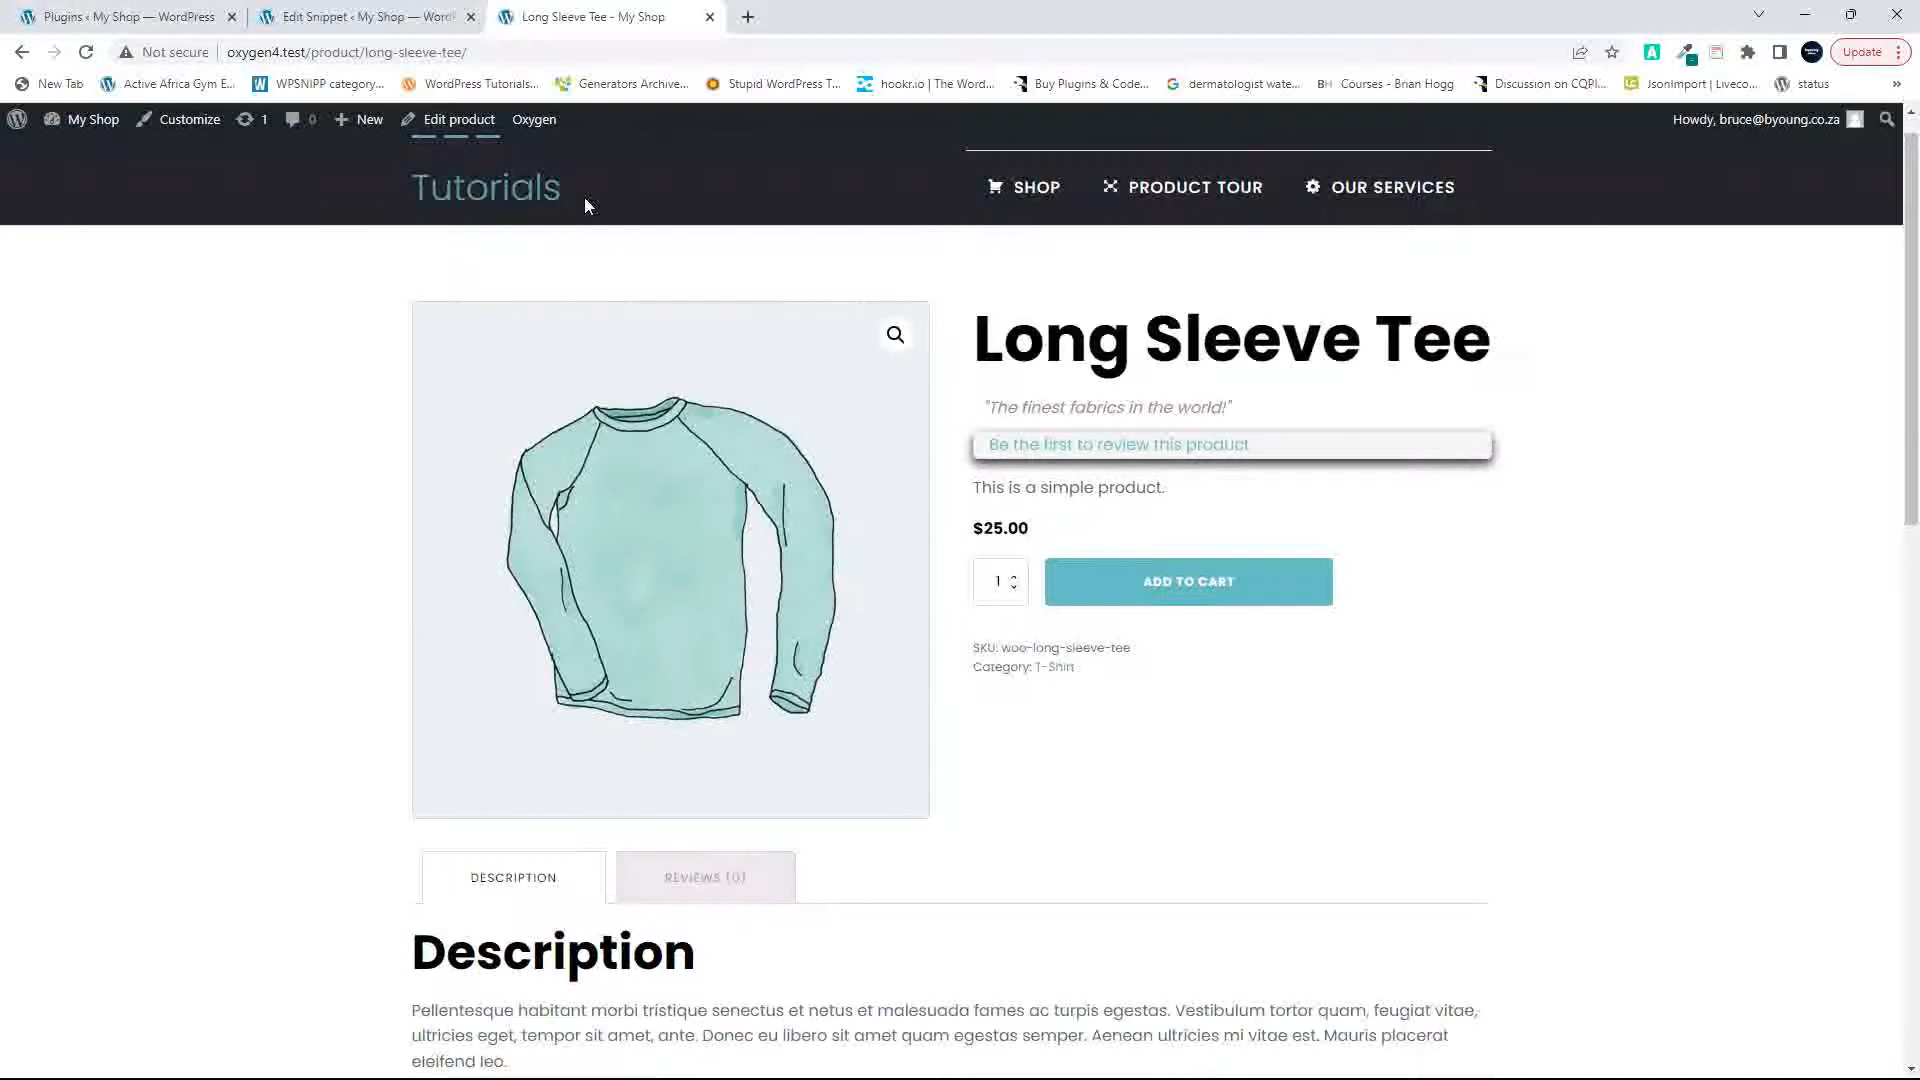 Plugins ‹ My Shop — WordPress
Edit Snippet ‹ My Shop — Word
Long Sleeve Tee - My Shop
Not secure
oxygen4.test/product/long-sleeve-tee/
Update
New Tab
Active Africa Gym E...
WPSNIPP category...
WordPress Tutorials...
Generators Archive...
Stupid WordPress T...
hookr.io | The Word...
Buy Plugins & Code...
dermatologist wate...
BH Courses - Brian Hogg
Discussion on CQPI...
JsonImport | Liveco...
status
»
My Shop
Customize
1
0
New
Edit product
Oxygen
Howdy, bruce@byoung.co.za
Tutorials
SHOP
PRODUCT TOUR
OUR SERVICES
Long Sleeve Tee
"The finest fabrics in the world!"
Be the first to review this product
This is a simple product.
$25.00
1
ADD TO CART
SKU: woo-long-sleeve-tee
Category: T-Shirt
DESCRIPTION
REVIEWS (0)
Description
Pellentesque habitant morbi tristique senectus et netus et malesuada fames ac turpis egestas. Vestibulum tortor quam, feugiat vitae,
ultricies eget, tempor sit amet, ante. Donec eu libero sit amet quam egestas semper. Aenean ultricies mi vitae est. Mauris placerat
eleifend leo.